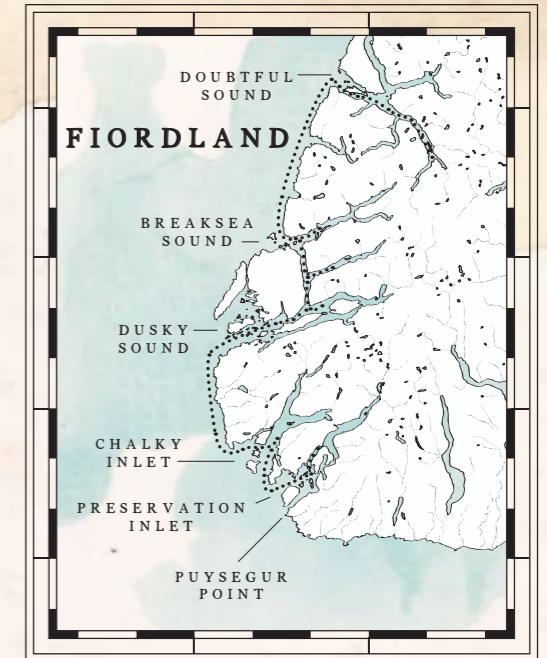 DOUBTFUL
SOUND
FIORDLAND
BREAKSEA
SOUND
DUSKY
SOUND
CHALKY
INLET
PRESERVATION
INLET
PUYSEGUR
POINT